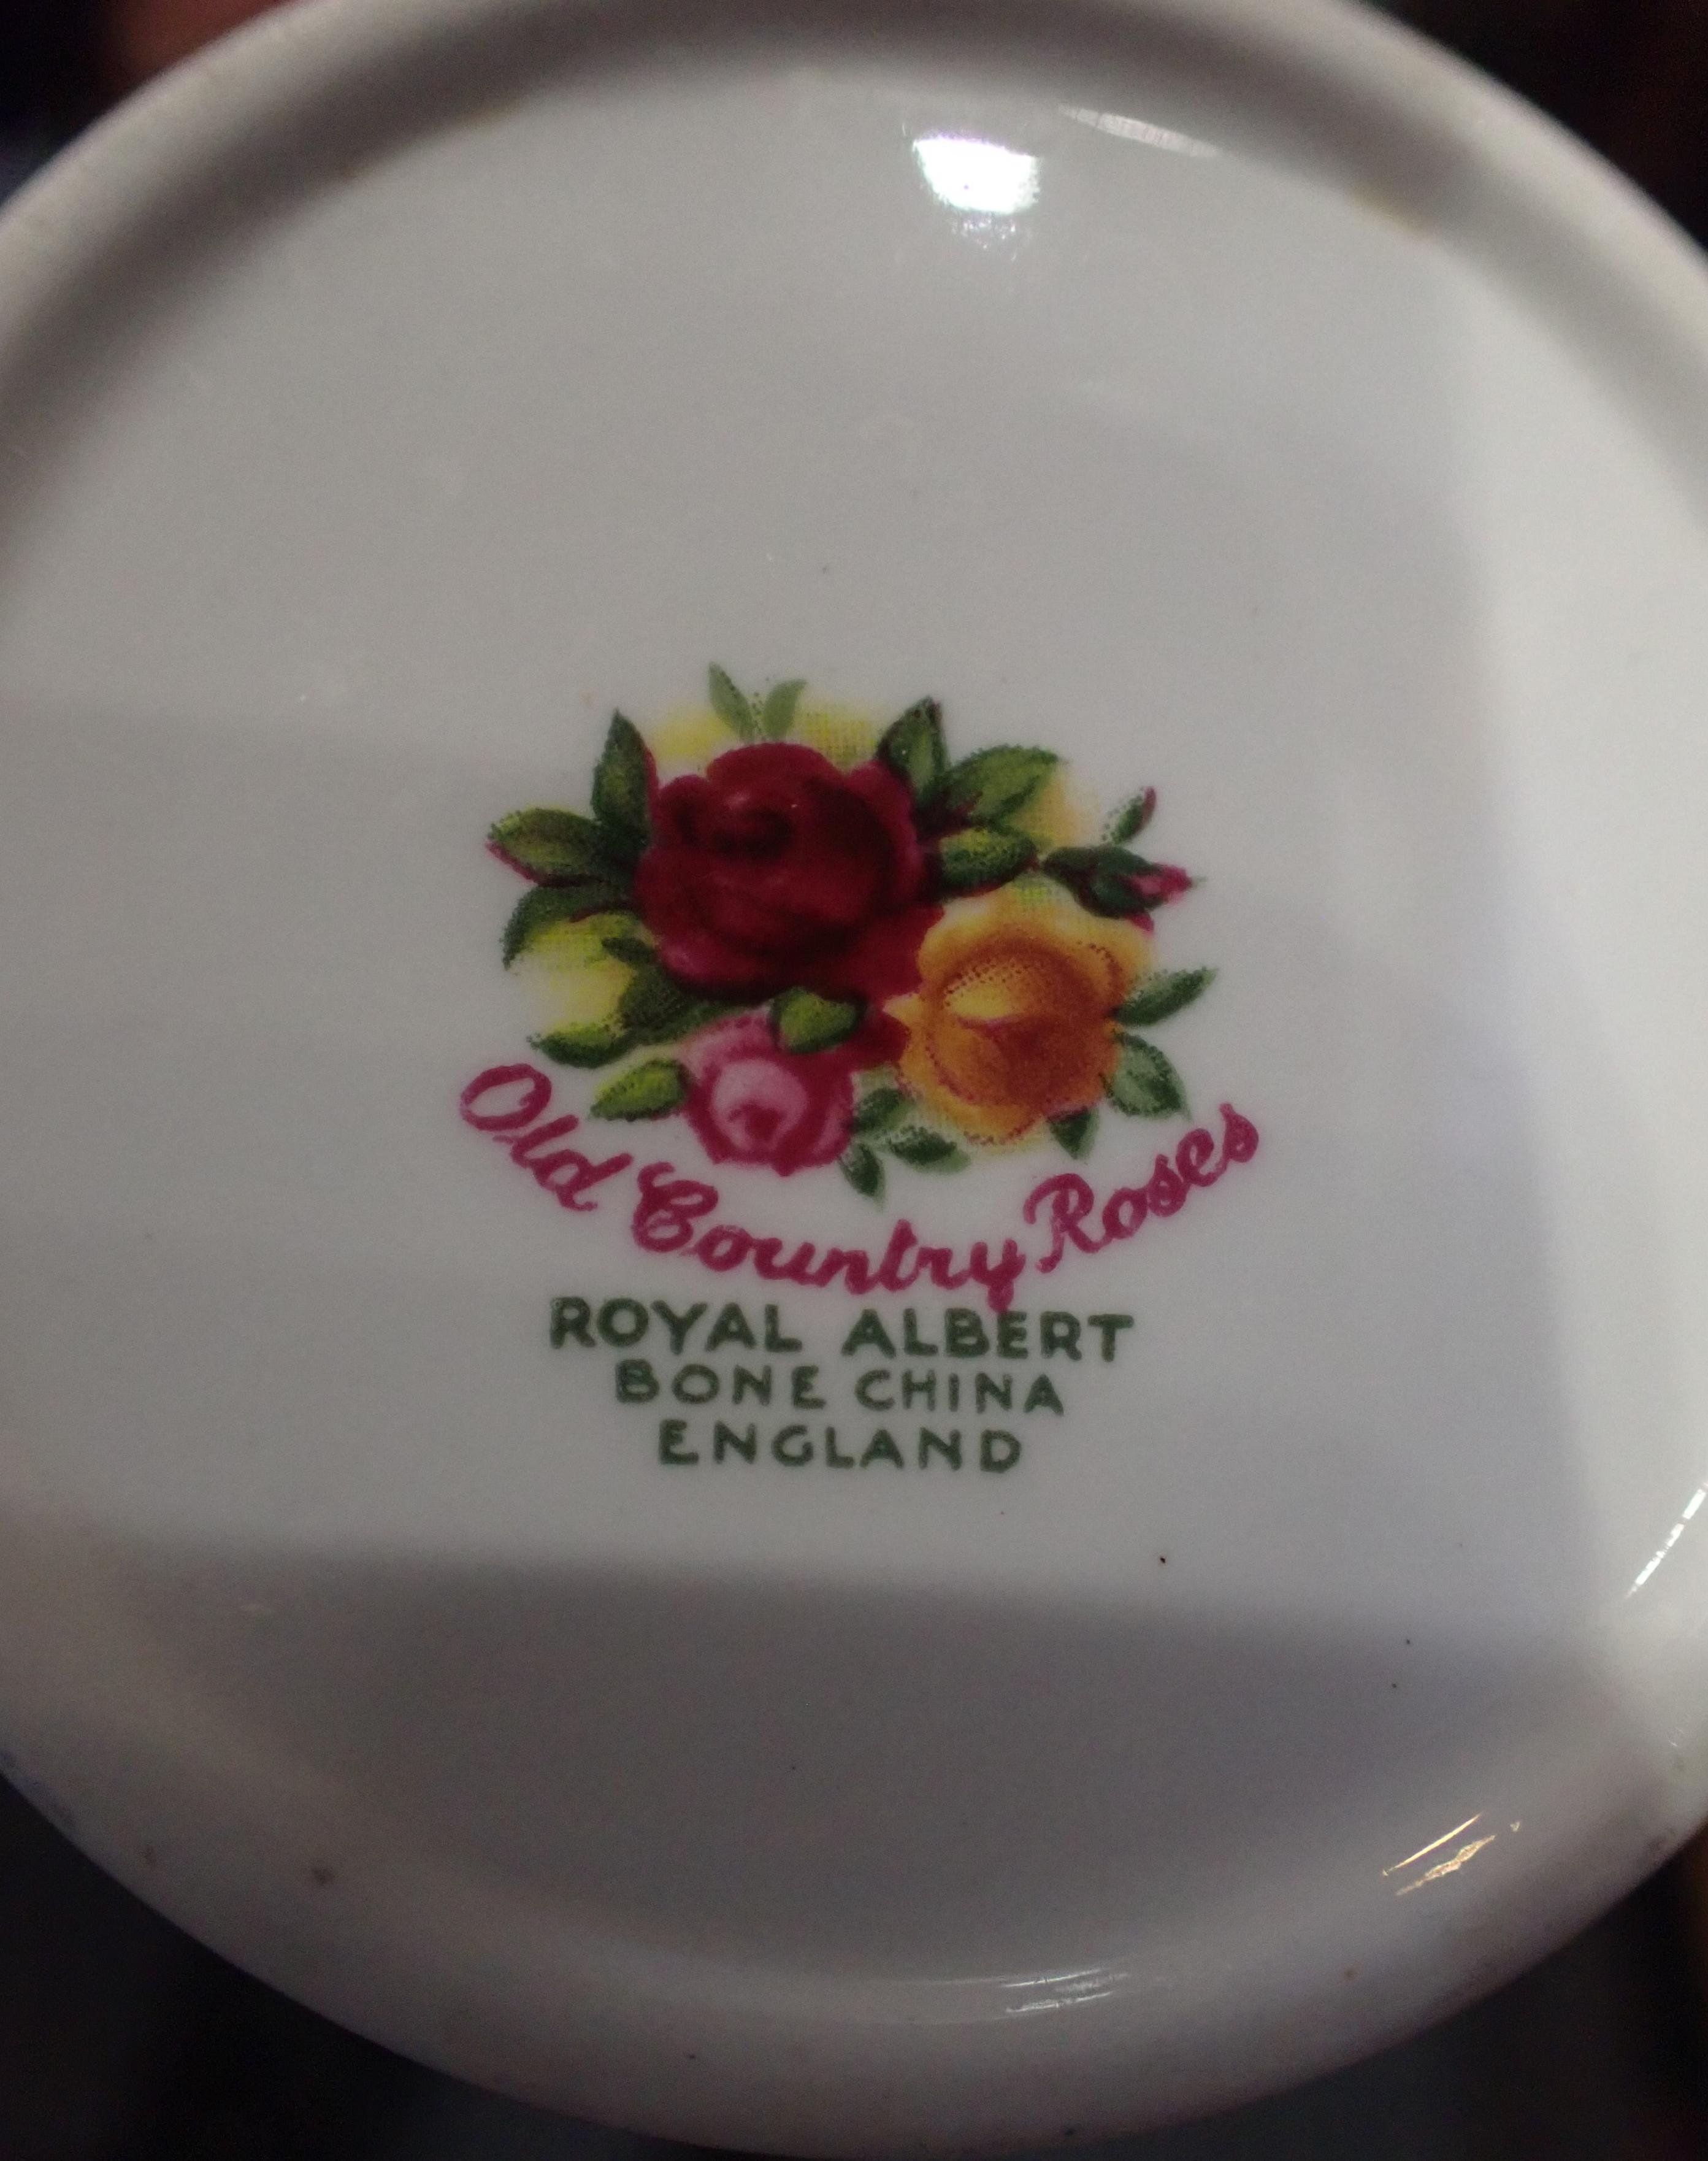 Old Country Roses
ROYAL ALBERT
BONE CHINA
ENGLAND